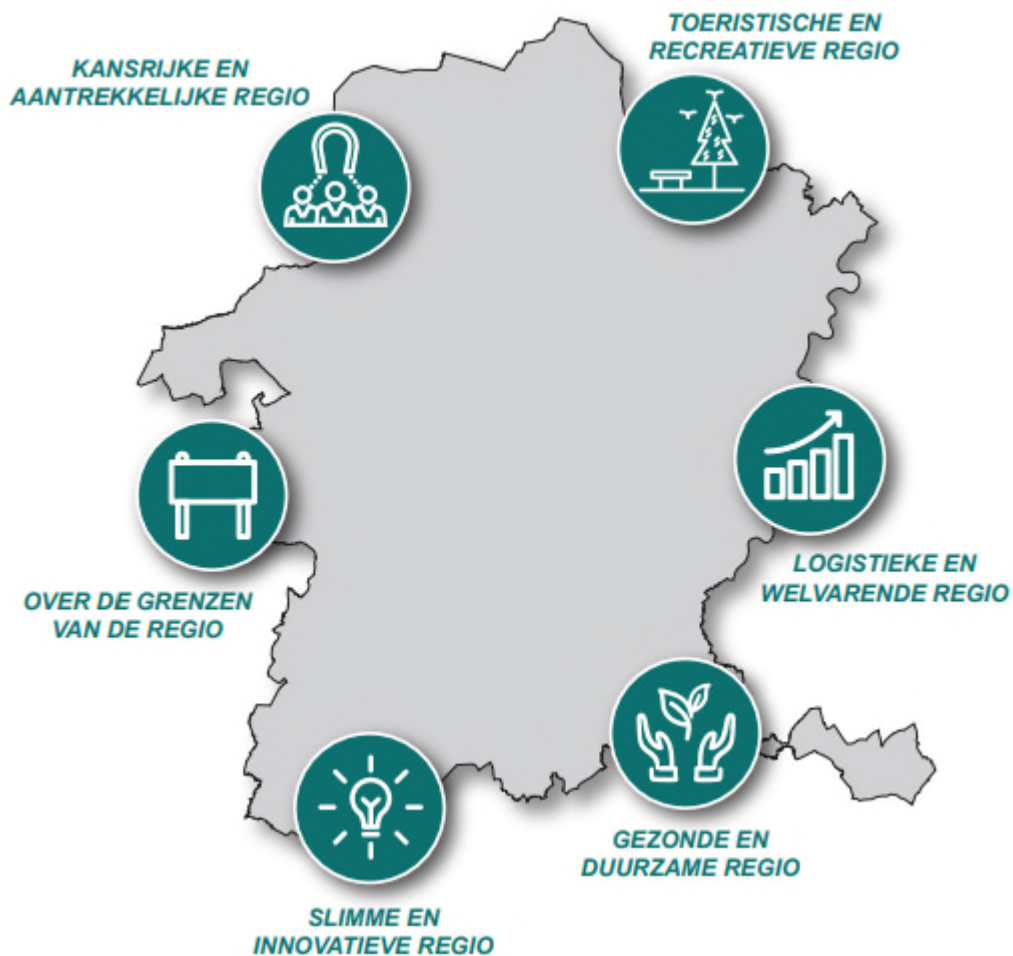 TOERISTISCHE EN
RECREATIEVE REGIO
KANSRIJKE EN
AANTREKKELIJKE REGIO
LOGISTIEKE EN
WELVARENDE REGIO
OVER DE GRENZEN
VAN DE REGIO
GEZONDE EN
DUURZAME REGIO
SLIMME EN
INNOVATIEVE REGIO